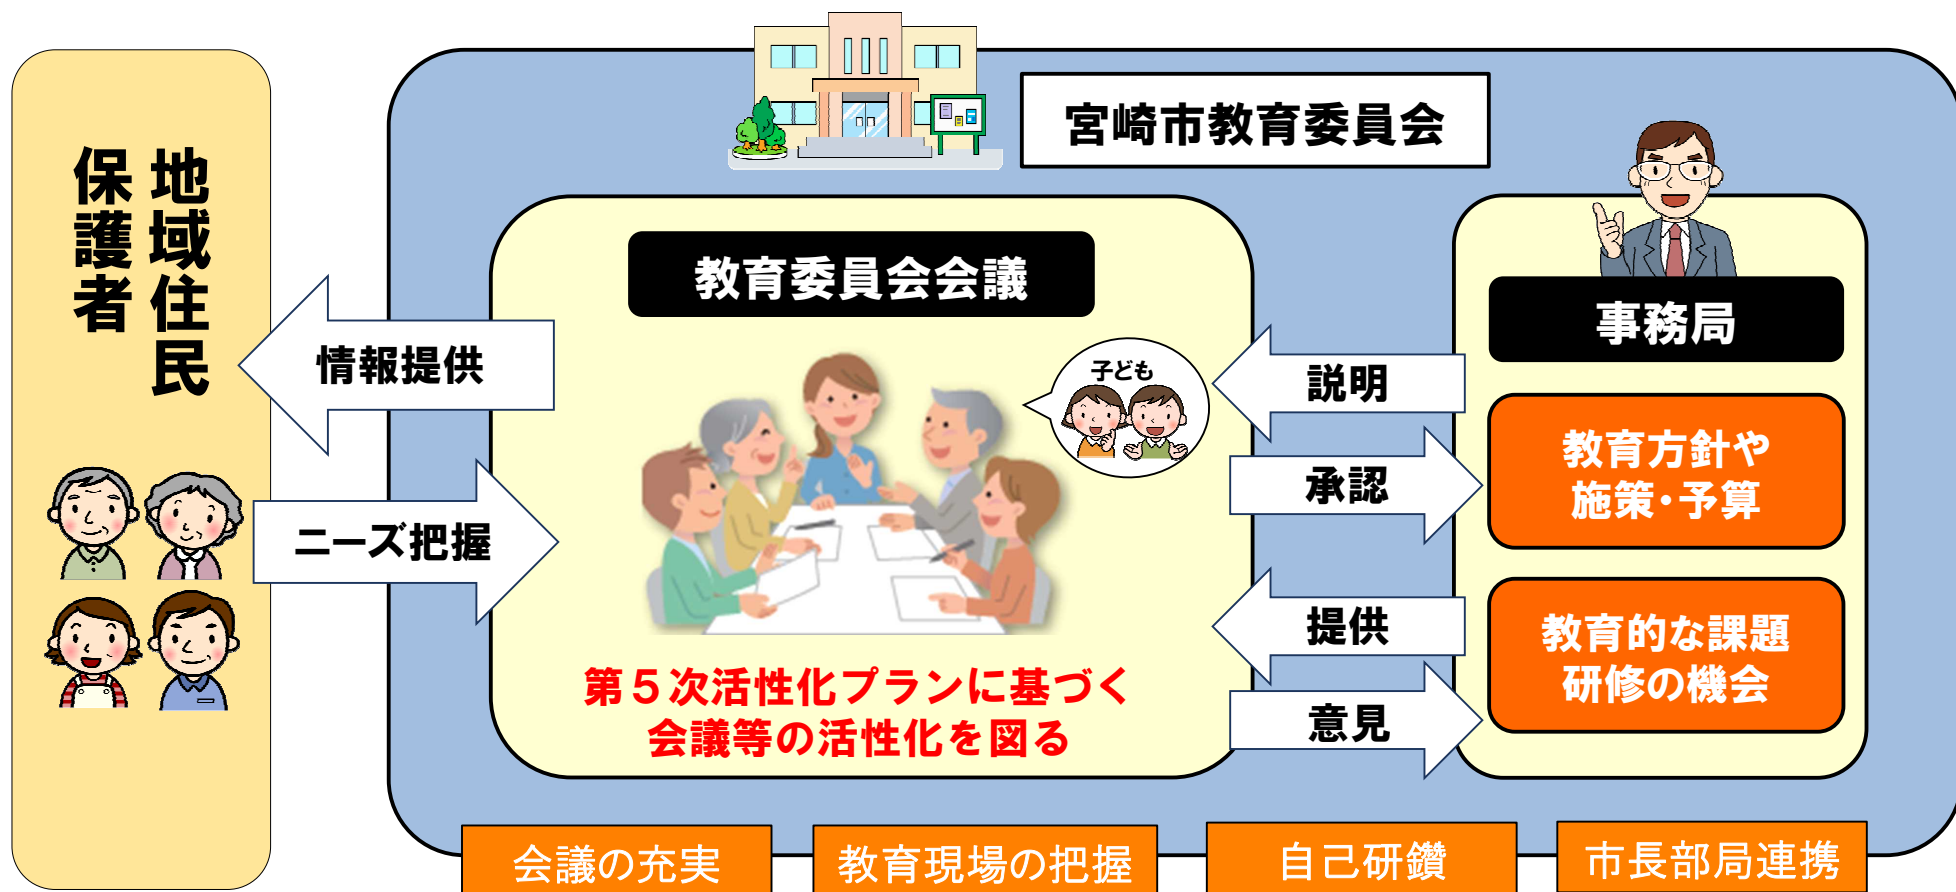 宮崎市教育委員会
地域住民
保護者
教育委員会会議
事務局
情報提供
ニーズ把握
子ども
説明
承認
提供
意見
教育方針や
施策・予算
教育的な課題
研修の機会
第５次活性化プランに基づく
会議等の活性化を図る
会議の充実
教育現場の把握
自己研鑽
市長部局連携